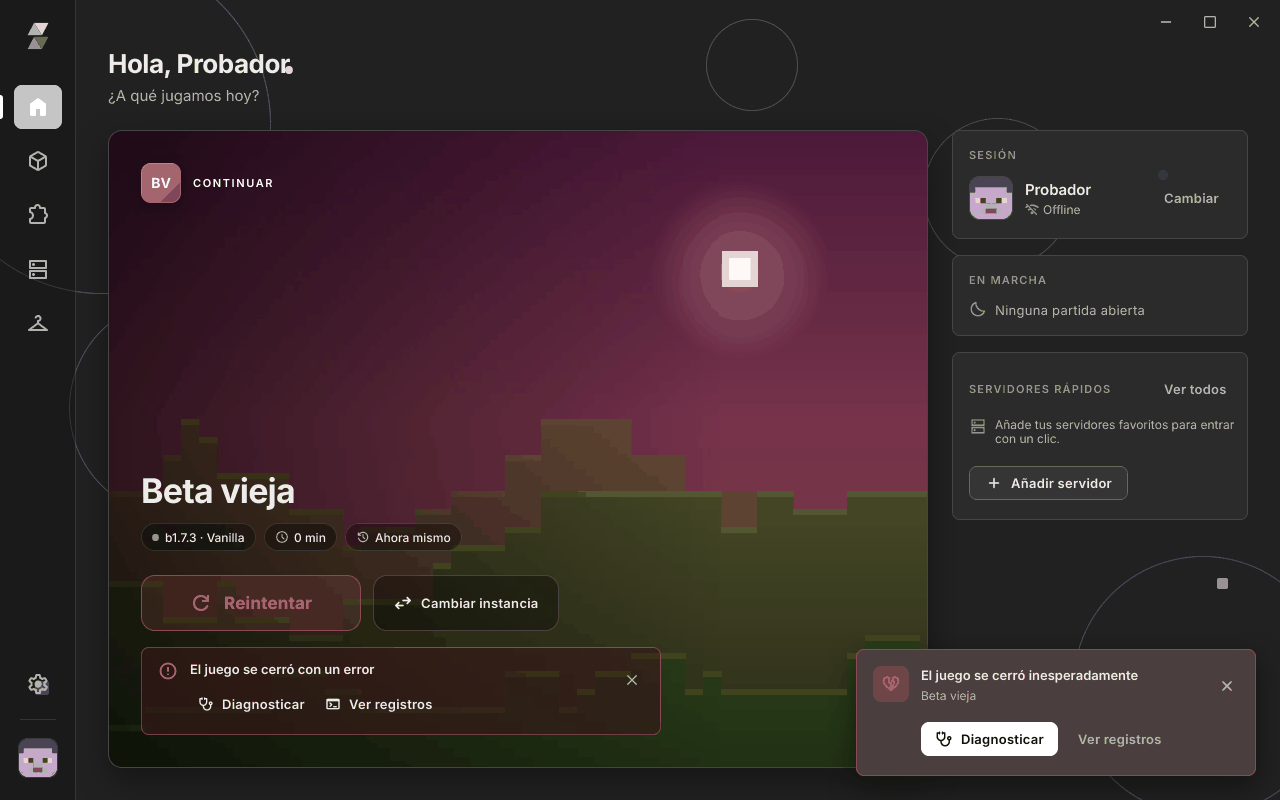 Hola, Probador.
¿A qué jugamos hoy?
BV
CONTINUAR
Beta vieja
b1.7.3 · Vanilla
0 min
Ahora mismo
Reintentar
Cambiar instancia
El juego se cerró con un error
Diagnosticar
Ver registros
SESIÓN
Probador
Offline
Cambiar
EN MARCHA
Ninguna partida abierta
SERVIDORES RÁPIDOS
Ver todos
Añade tus servidores favoritos para entrar
con un clic.
Añadir servidor
El juego se cerró inesperadamente
Beta vieja
Diagnosticar
Ver registros